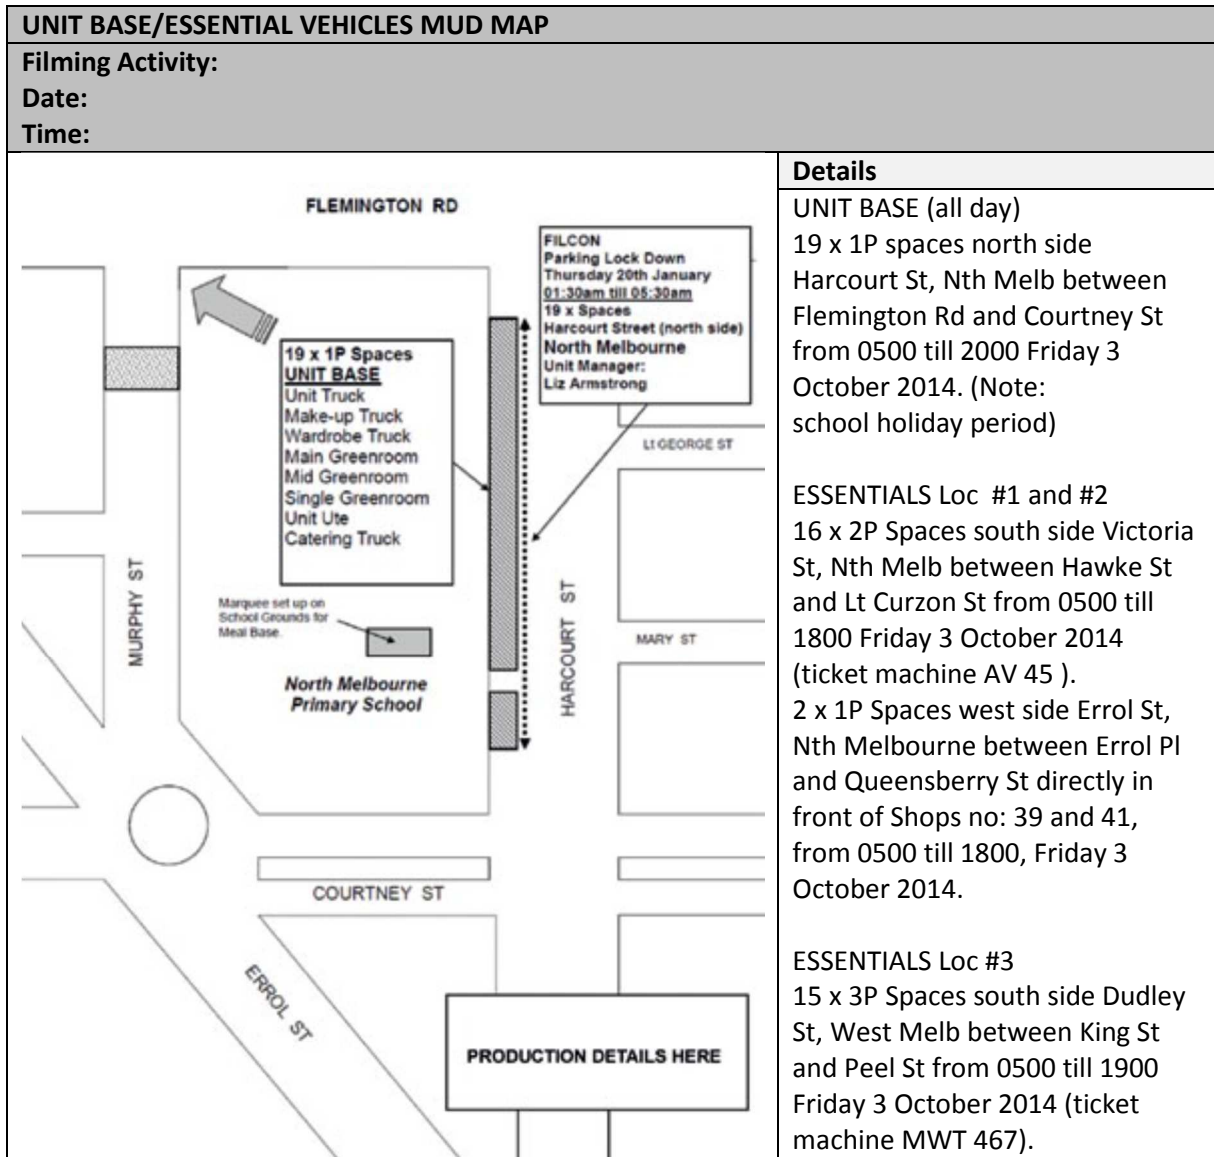 UNIT BASE/ESSENTIAL VEHICLES MUD MAP
Filming Activity:
Date:
Time:
FLEMINGTON RD
FILCON
Parking Lock Down
Thursday 20th January
01:30am till 05:30am
19 x Spaces
Harcourt Street (north side)
North Melbourne
Unit Manager:
Liz Armstrong
19 x 1P Spaces
UNIT BASE
Unit Truck
Make-up Truck
Wardrobe Truck
Main Greenroom
Mid Greenroom
Single Greenroom
Unit Ute
Catering Truck
Lt GEORGE ST
MURPHY ST
Marquee set up on
School Grounds for
Meal Base.
HARCOURT ST
MARY ST
North Melbourne
Primary School
COURTNEY ST
ERROL ST
PRODUCTION DETAILS HERE
Details
UNIT BASE (all day)
19 x 1P spaces north side
Harcourt St, Nth Melb between
Flemington Rd and Courtney St
from 0500 till 2000 Friday 3
October 2014. (Note:
school holiday period)
ESSENTIALS Loc #1 and #2
16 x 2P Spaces south side Victoria
St, Nth Melb between Hawke St
and Lt Curzon St from 0500 till
1800 Friday 3 October 2014
(ticket machine AV 45 ).
2 x 1P Spaces west side Errol St,
Nth Melbourne between Errol Pl
and Queensberry St directly in
front of Shops no: 39 and 41,
from 0500 till 1800, Friday 3
October 2014.
ESSENTIALS Loc #3
15 x 3P Spaces south side Dudley
St, West Melb between King St
and Peel St from 0500 till 1900
Friday 3 October 2014 (ticket
machine MWT 467).